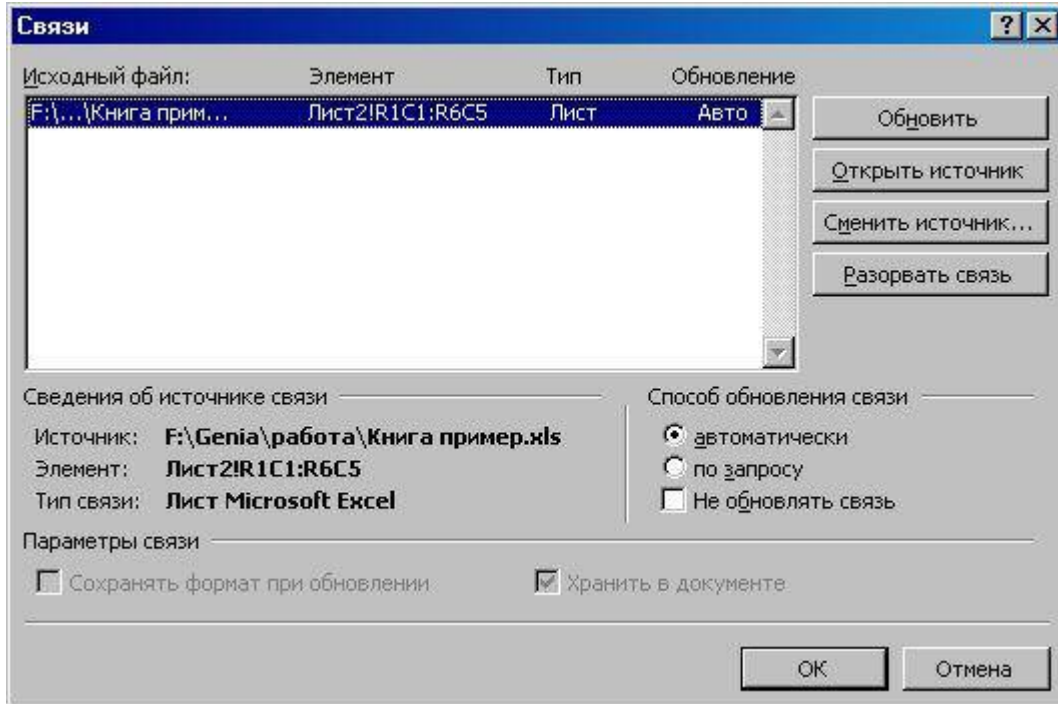 Связи
Исходный файл: Элемент Тип Обновление
F:\...\Книга прим... Лист2!R1C1:R6C5 Лист Авто
Обновить
Открыть источник
Сменить источник...
Разорвать связь
Сведения об источнике связи
Источник: F:\Genia\работа\Книга пример.xls
Элемент: Лист2!R1C1:R6C5
Тип связи: Лист Microsoft Excel
Способ обновления связи
автоматически
по запросу
Не обновлять связь
Параметры связи
Сохранять формат при обновлении Хранить в документе
ОК Отмена